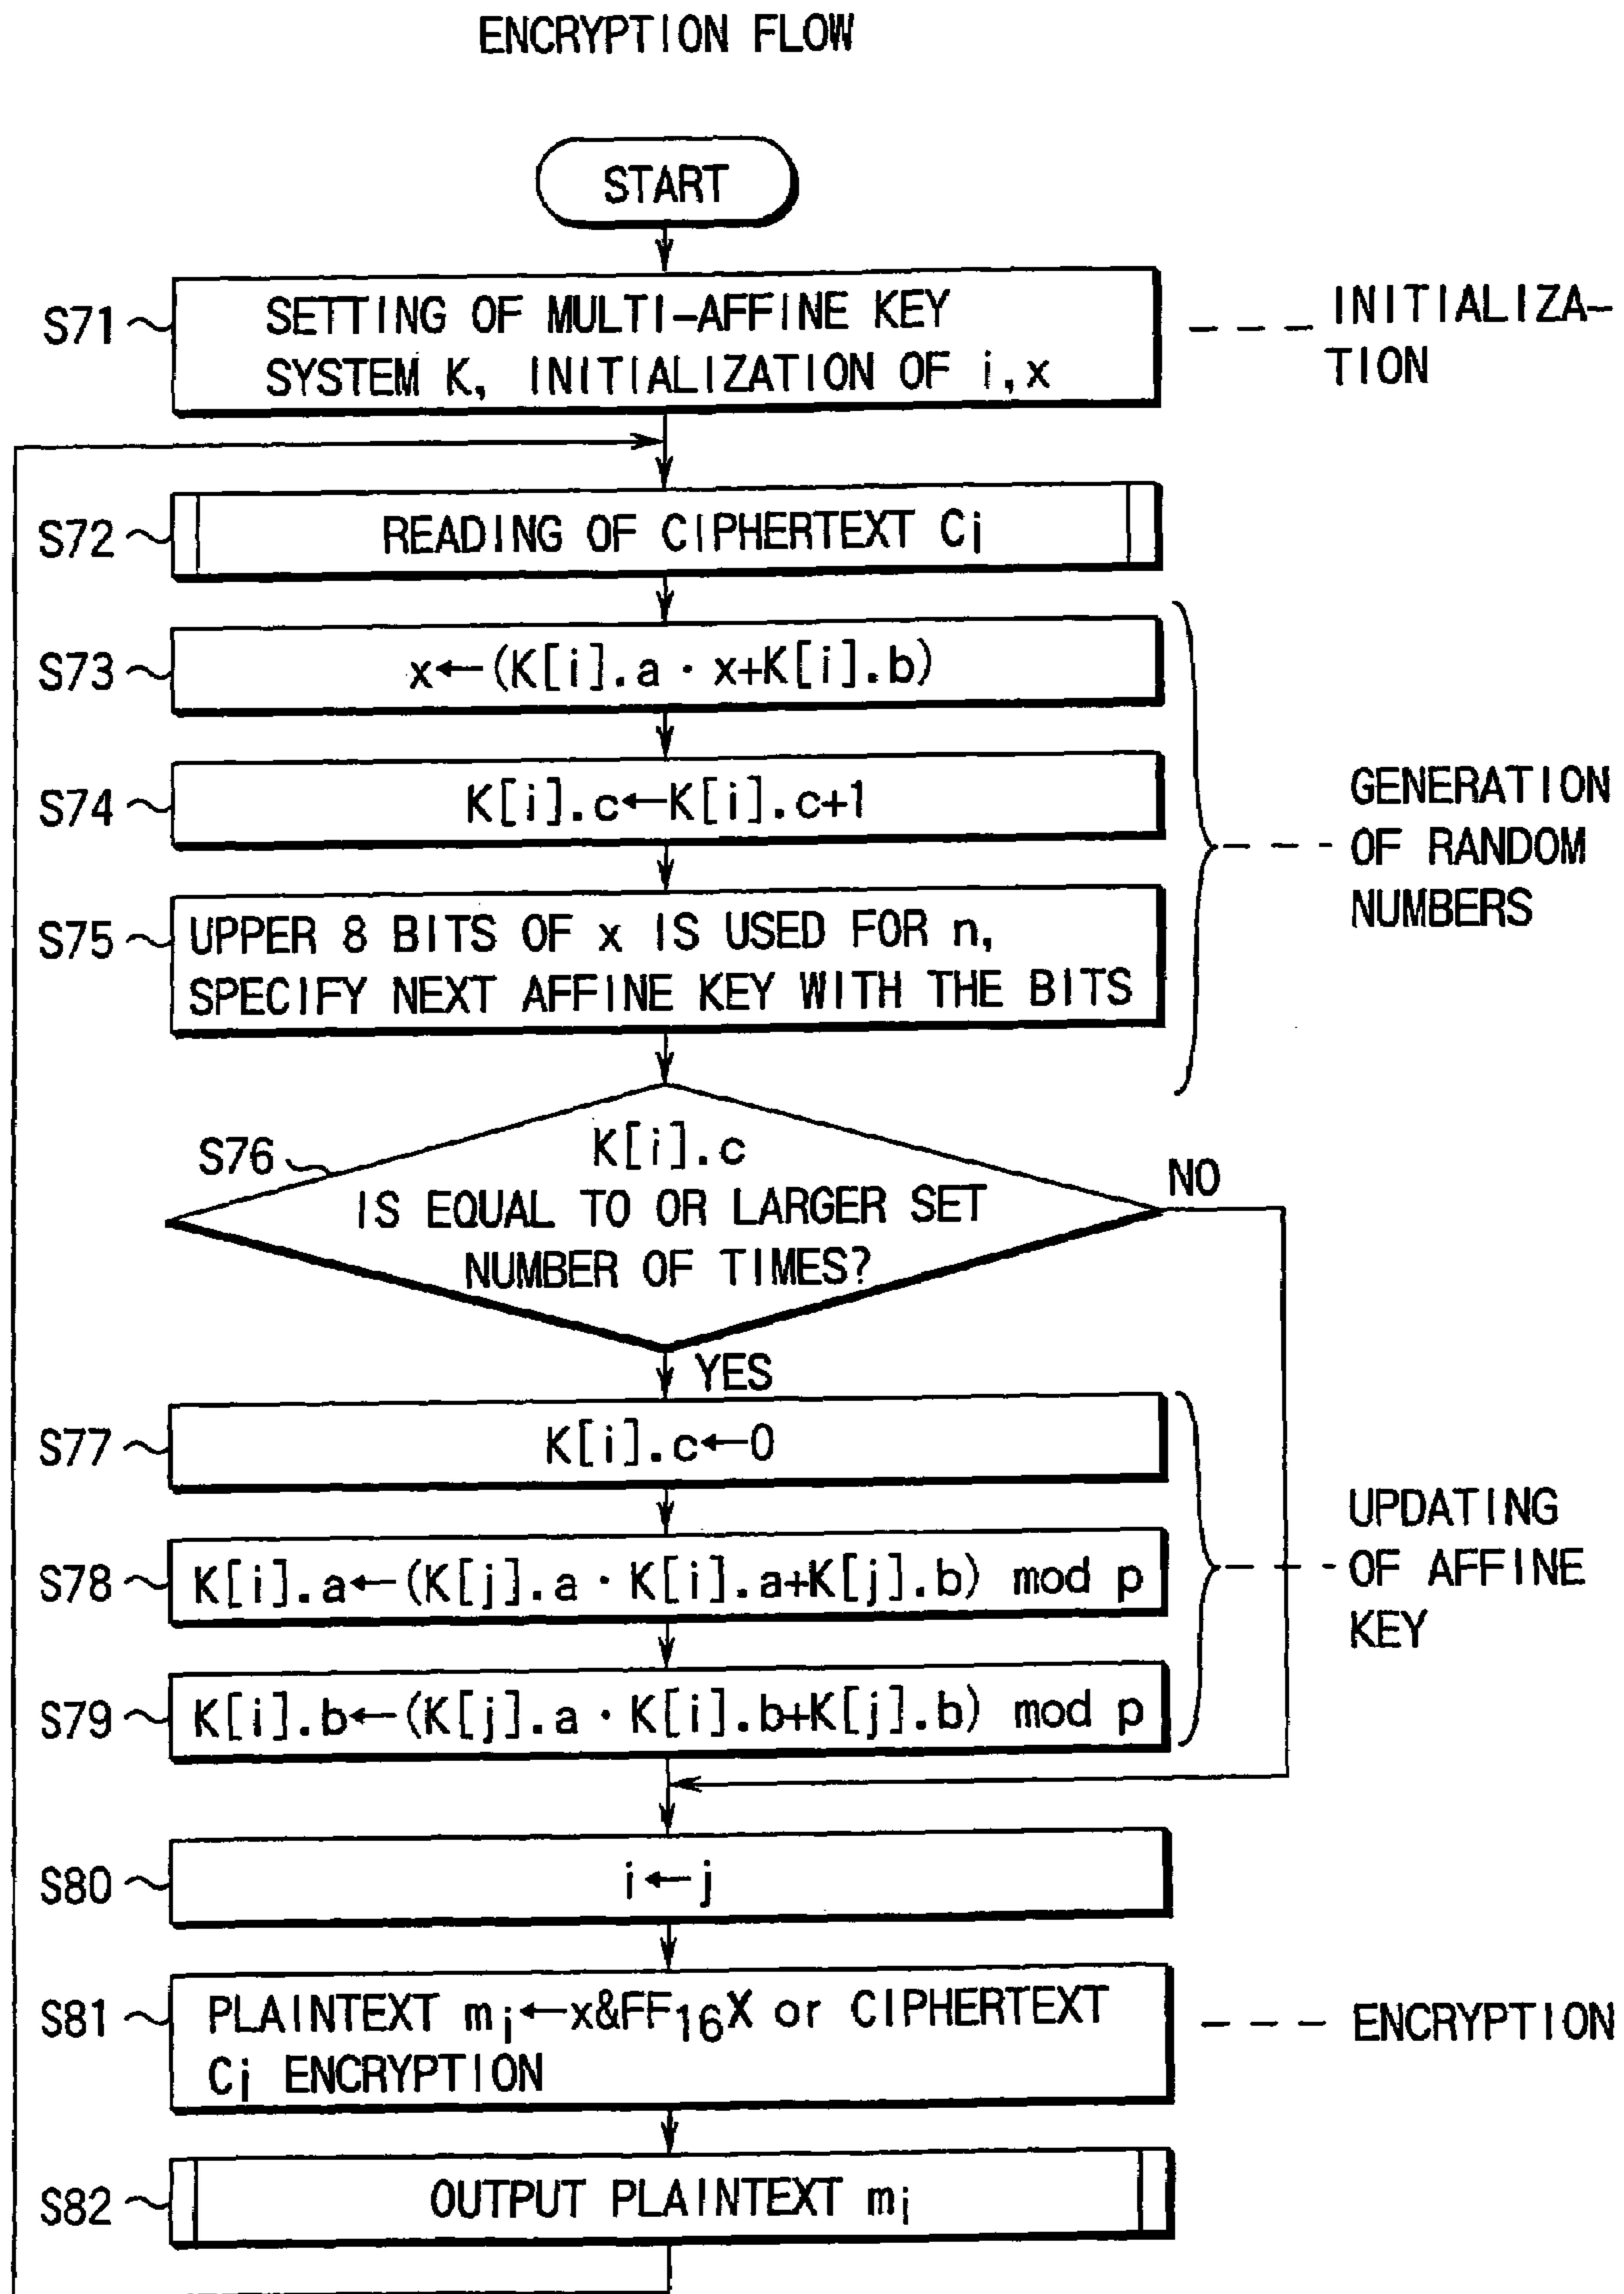 ENCRYPTION FLOW
START
S71
SETTING OF MULTI-AFFINE KEY
SYSTEM K, INITIALIZATION OF i,x
INITIALIZA-
TION
S72
READING OF CIPHERTEXT Ci
S73
x←(K[i].a · x+K[i].b)
S74
K[i].c←K[i].c+1
GENERATION
OF RANDOM
NUMBERS
S75
UPPER 8 BITS OF x IS USED FOR n,
SPECIFY NEXT AFFINE KEY WITH THE BITS
S76
K[i].c
IS EQUAL TO OR LARGER SET
NUMBER OF TIMES?
NO
YES
S77
K[i].c←0
S78
K[i].a←(K[j].a · K[i].a+K[j].b) mod p
UPDATING
OF AFFINE
KEY
S79
K[i].b←(K[j].a · K[i].b+K[j].b) mod p
S80
i←j
S81
PLAINTEXT mi←x&FF16X or CIPHERTEXT
Ci ENCRYPTION
ENCRYPTION
S82
OUTPUT PLAINTEXT mi